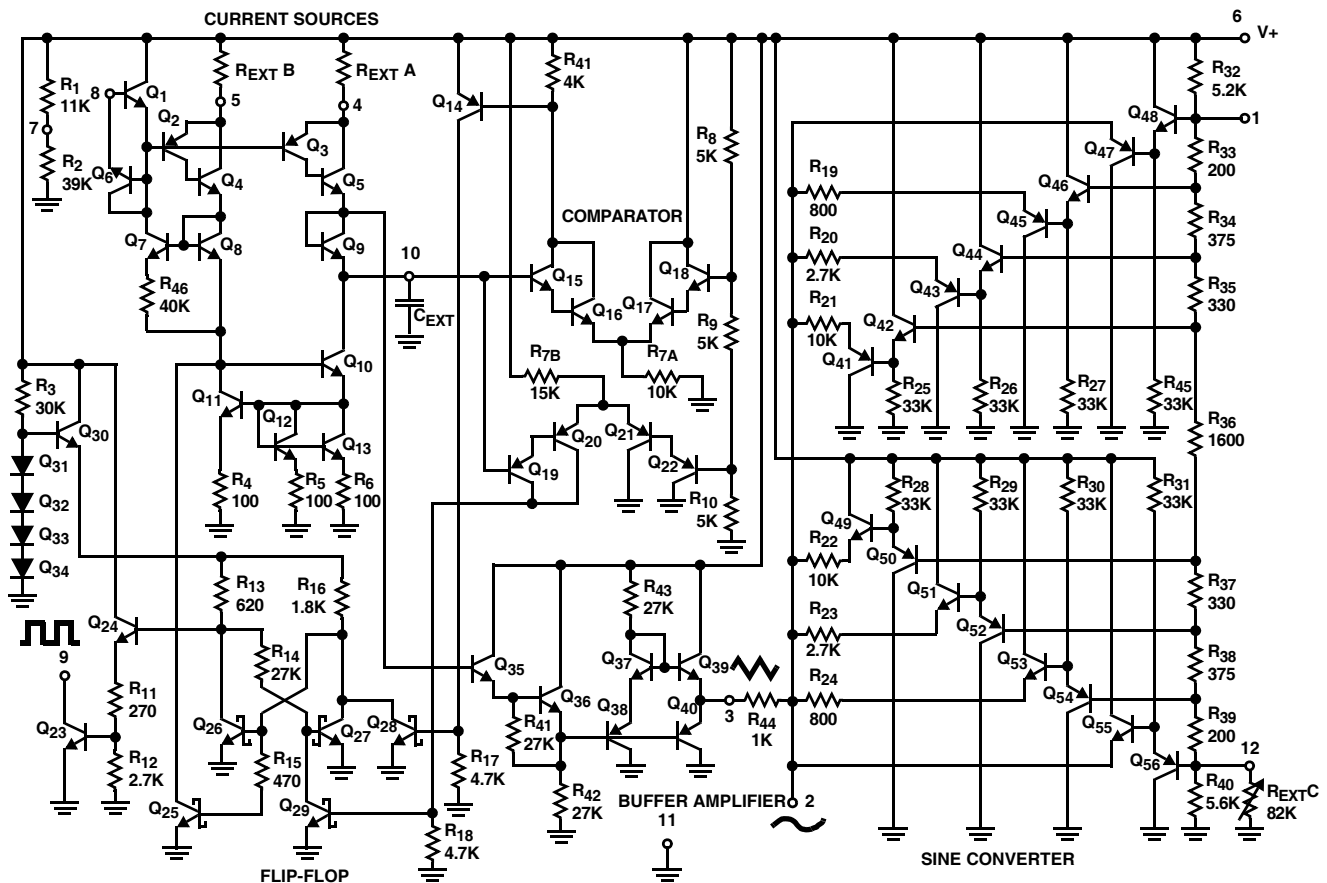 CURRENT SOURCES
6
V+
R1
11K
8
7
R2
39K
Q1
REXT B
5
REXT A
4
Q2
Q3
Q6
Q4
Q5
Q7
Q8
Q9
R46
40K
10
CEXT
Q10
Q11
Q12
Q13
R3
30K
Q30
Q31
Q32
Q33
Q34
R4
100
R5
100
R6
100
Q14
R41
4K
R8
5K
COMPARATOR
Q15
Q16
Q17
Q18
R9
5K
R7B
15K
R7A
10K
Q20
Q21
Q19
Q22
R10
5K
R32
5.2K
Q48
1
Q47
R33
200
R19
800
Q46
Q45
R34
375
R20
2.7K
Q44
Q43
R35
330
R21
10K
Q42
Q41
R25
33K
R26
33K
R27
33K
R45
33K
R36
1600
R28
33K
R29
33K
R30
33K
R31
33K
Q49
R22
10K
Q50
Q51
R37
330
R23
2.7K
Q52
Q53
R38
375
R24
800
Q54
Q55
R39
200
12
Q56
R40
5.6K
REXTC
82K
R13
620
R16
1.8K
Q24
9
R14
27K
R11
270
Q23
Q26
Q27
Q28
R12
2.7K
R15
470
R17
4.7K
Q25
Q29
R18
4.7K
FLIP-FLOP
R43
27K
Q35
Q37
Q39
Q36
Q38
Q40
3
R44
1K
R41
27K
R42
27K
BUFFER AMPLIFIER
2
11
SINE CONVERTER